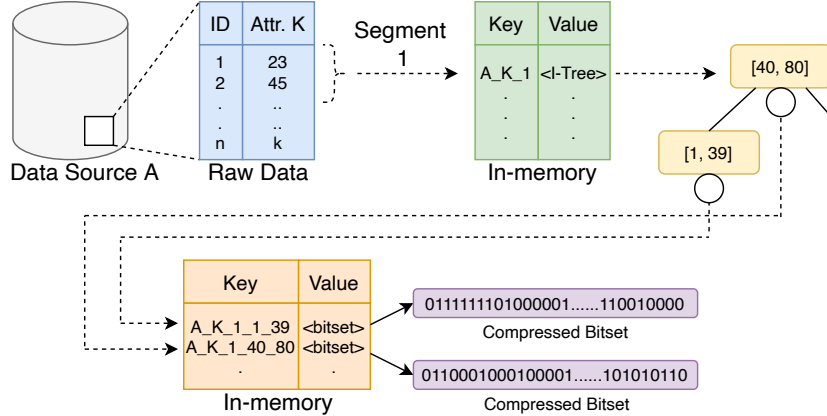 ID Attr. K
1 23
2 45
. ..
. ..
n k
Data Source A
Raw Data
Segment
1
Key Value
A_K_1 <I-Tree>
. .
. .
. .
In-memory
[40, 80]
[1, 39]
Key Value
A_K_1_1_39 <bitset>
A_K_1_40_80 <bitset>
. .
In-memory
0111111101000001......110010000
Compressed Bitset
0110001000100001......101010110
Compressed Bitset